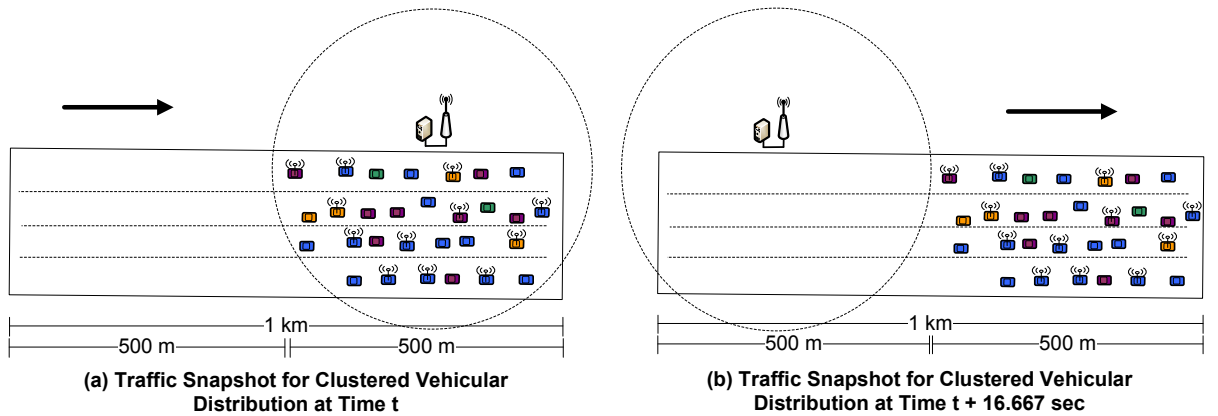 1 km
500 m
500 m
(a) Traffic Snapshot for Clustered Vehicular
Distribution at Time t
1 km
500 m
500 m
(b) Traffic Snapshot for Clustered Vehicular
Distribution at Time t + 16.667 sec